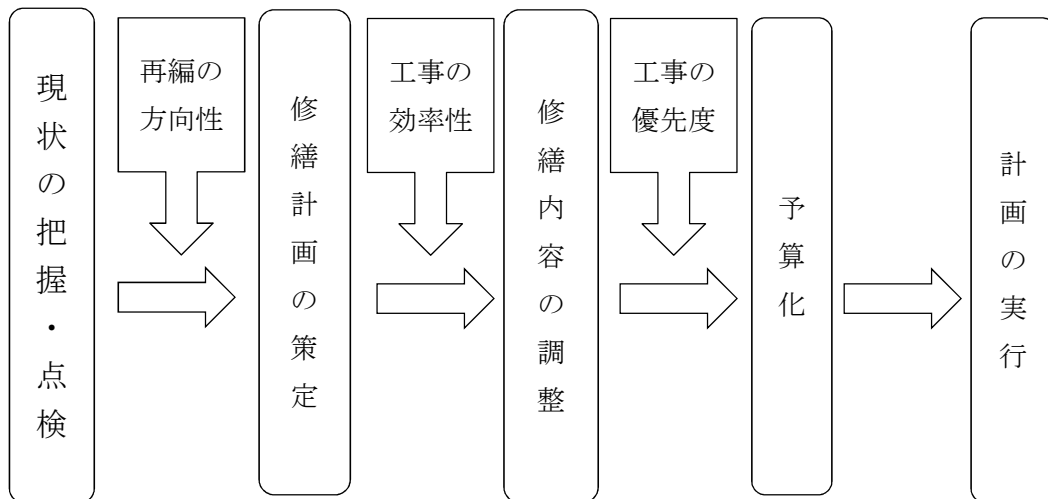 現状の把握・点検
再編の
方向性
修繕計画の策定
工事の
効率性
修繕内容の調整
工事の
優先度
予算化
計画の実行